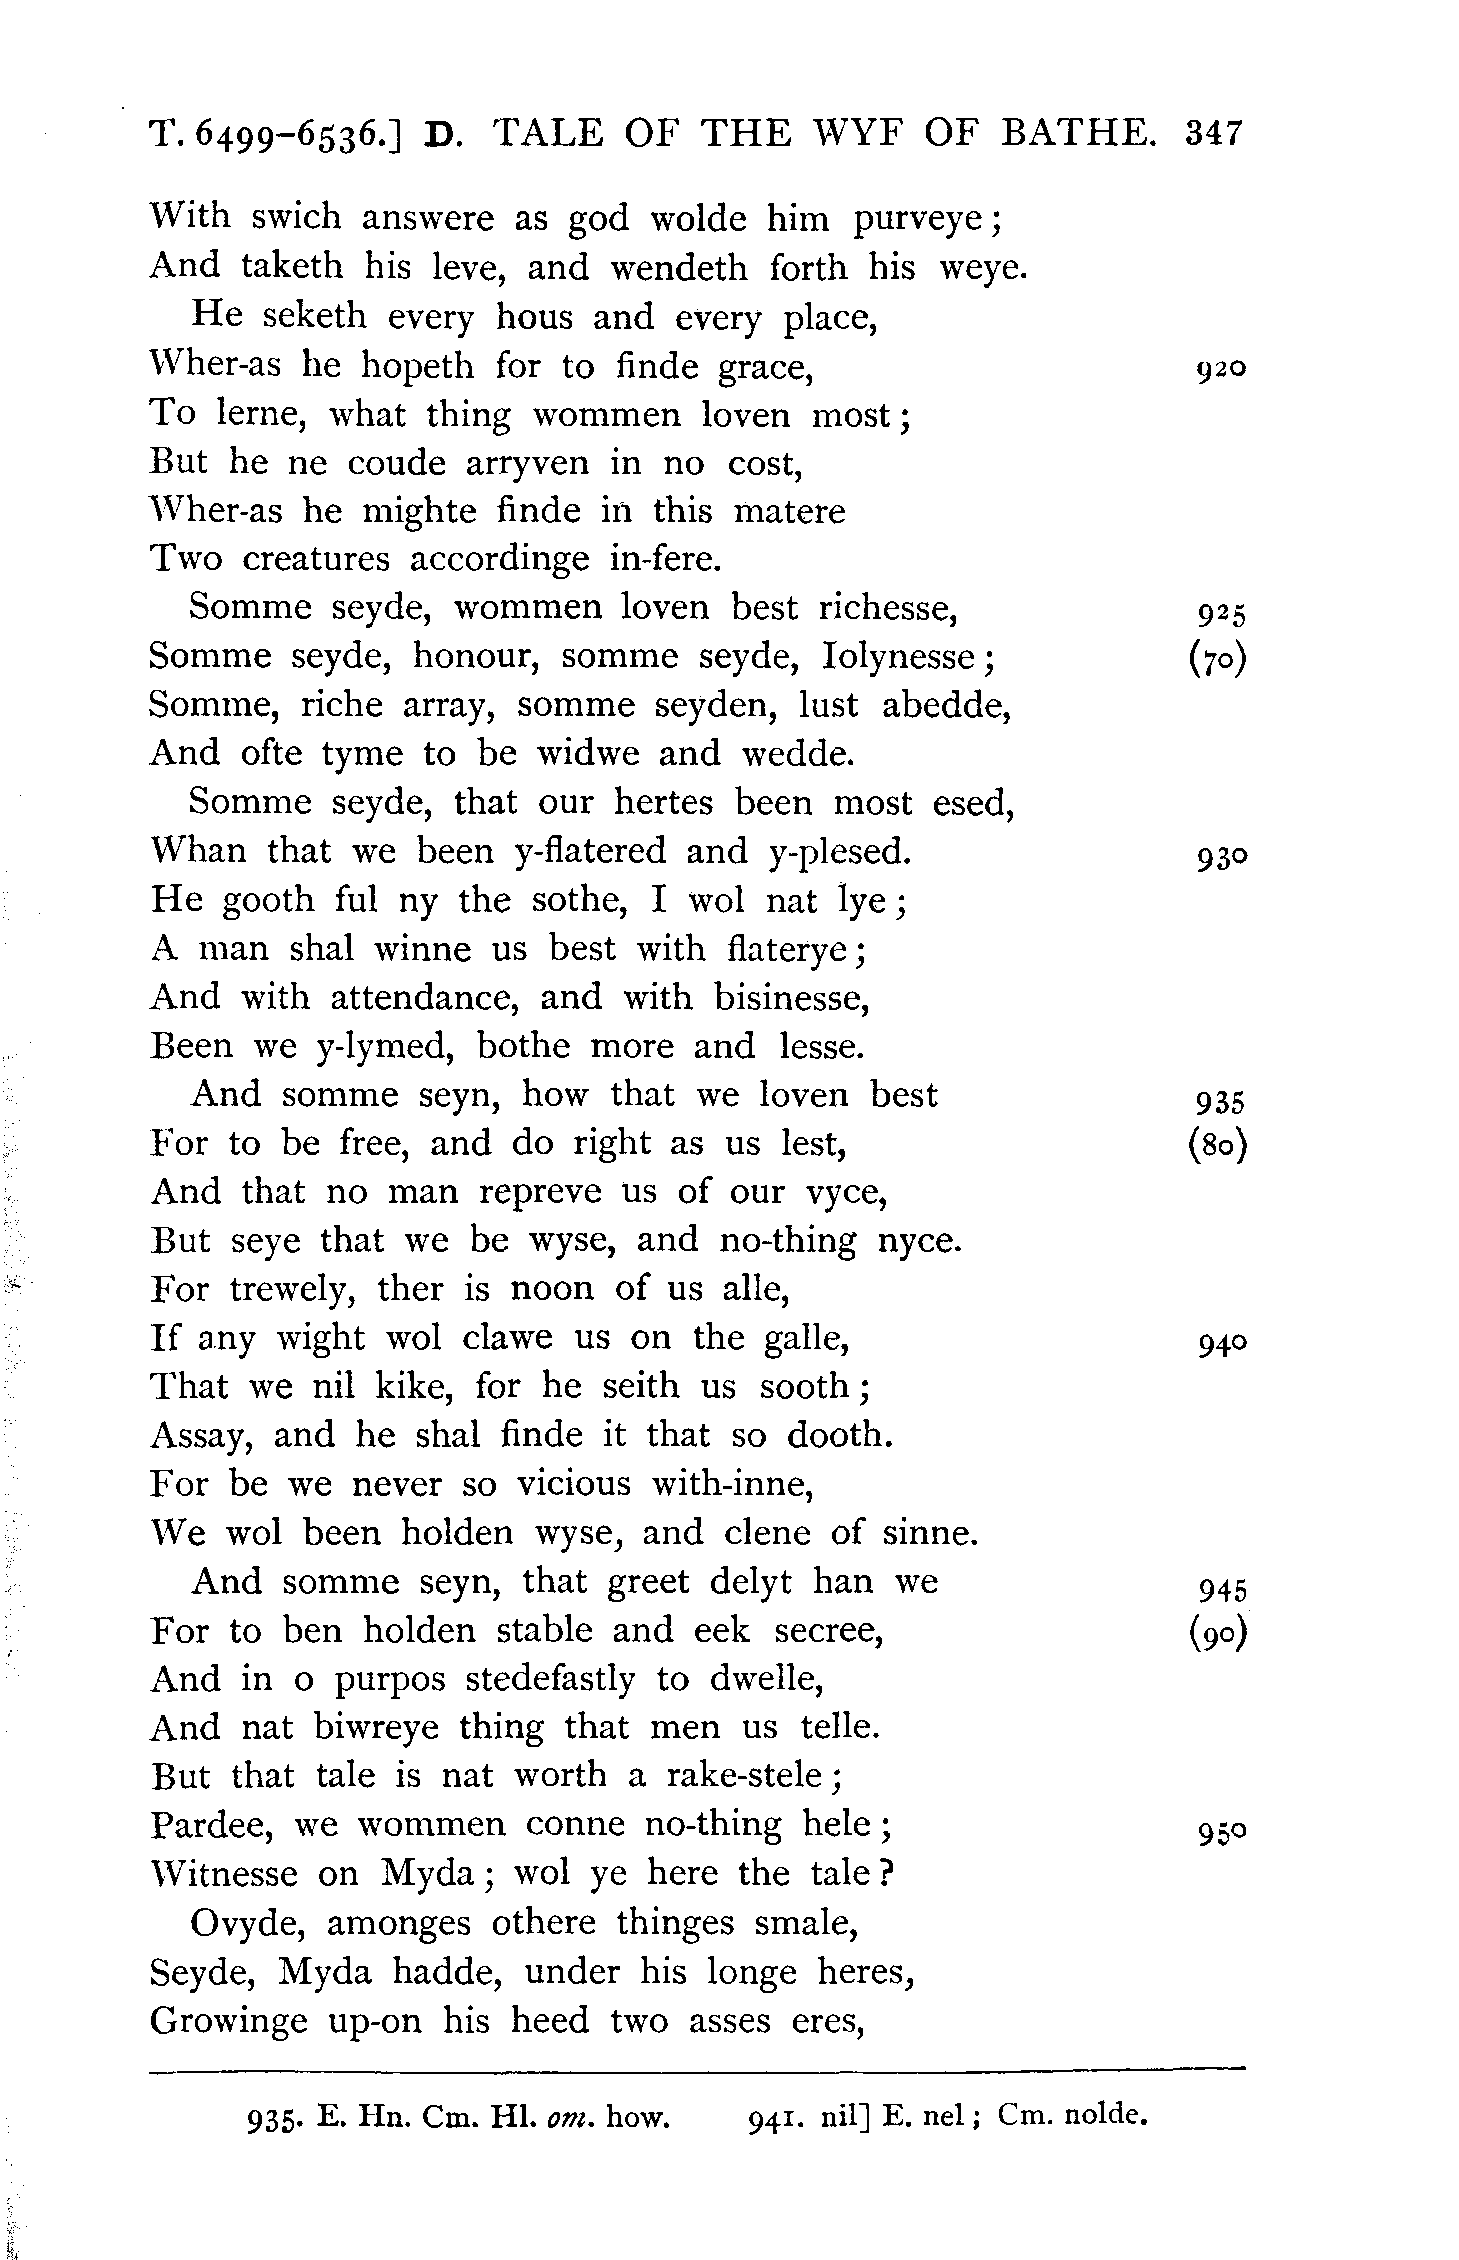 T. 6499–6536.] D. TALE OF THE WYF OF BATHE. 347
With swich answere as god wolde him purveye;
And taketh his leve, and wendeth forth his weye.
He seketh every hous and every place,
Wher-as he hopeth for to finde grace, 920
To lerne, what thing wommen loven most;
But he ne coude arryven in no cost,
Wher-as he mighte finde in this matere
Two creatures accordinge in-fere.
Somme seyde, wommen loven best richesse, 925
Somme seyde, honour, somme seyde, Iolynesse; (70)
Somme, riche array, somme seyden, lust abedde,
And ofte tyme to be widwe and wedde.
Somme seyde, that our hertes been most esed,
Whan that we been y-flatered and y-plesed. 930
He gooth ful ny the sothe, I wol nat lye;
A man shal winne us best with flaterye;
And with attendance, and with bisinesse,
Been we y-lymed, bothe more and lesse.
And somme seyn, how that we loven best 935
For to be free, and do right as us lest, (80)
And that no man repreve us of our vyce,
But seye that we be wyse, and no-thing nyce.
For trewely, ther is noon of us alle,
If any wight wol clawe us on the galle, 940
That we nil kike, for he seith us sooth;
Assay, and he shal finde it that so dooth.
For be we never so vicious with-inne,
We wol been holden wyse, and clene of sinne.
And somme seyn, that greet delyt han we 945
For to ben holden stable and eek secree, (90)
And in o purpos stedefastly to dwelle,
And nat biwreye thing that men us telle.
But that tale is nat worth a rake-stele;
Pardee, we wommen conne no-thing hele; 950
Witnesse on Myda; wol ye here the tale?
Ovyde, amonges othere thinges smale,
Seyde, Myda hadde, under his longe heres,
Growinge up-on his heed two asses eres,
935. E. Hn. Cm. Hl. om. how. 941. nil] E. nel; Cm. nolde.